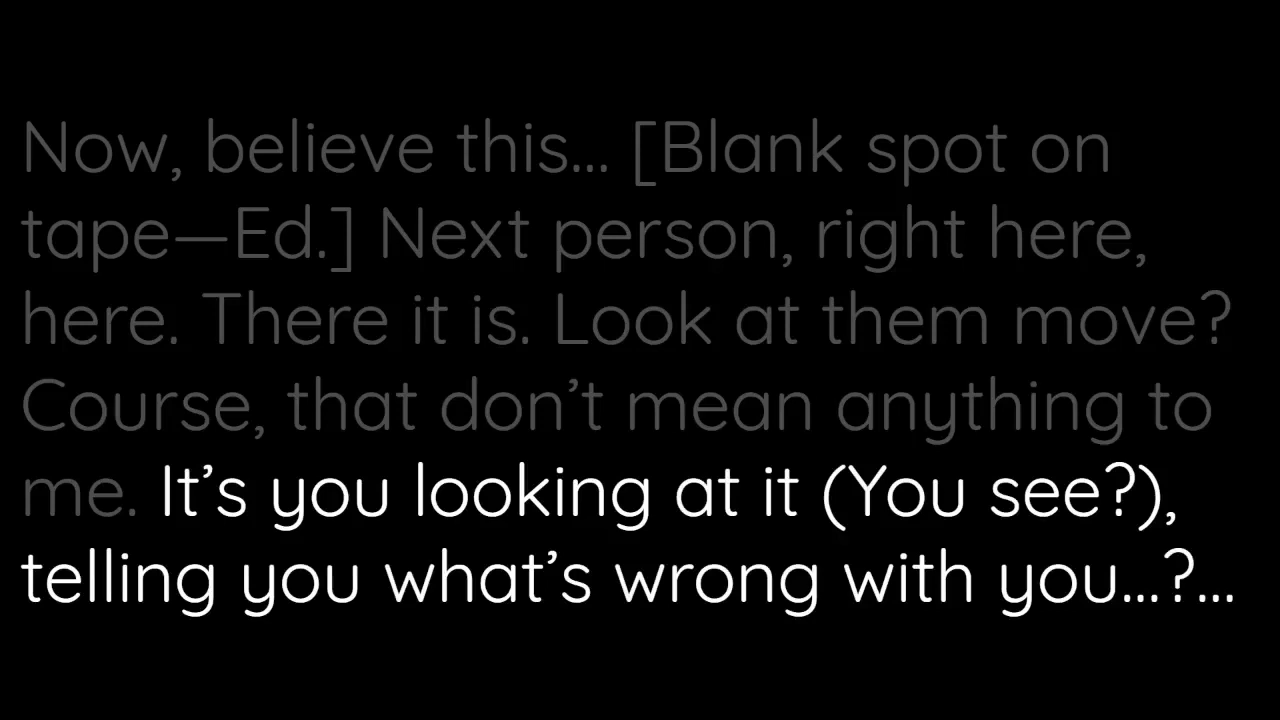 Now, believe this... [Blank spot on
tape—Ed.] Next person, right here,
here. There it is. Look at them move?
Course, that don’t mean anything to
me. It’s you looking at it (You see?),
telling you what’s wrong with you...?...